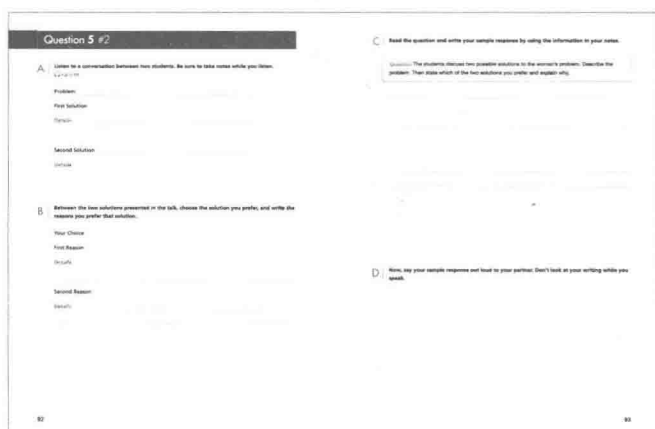 Question 5 #2
A Listen to a conversation between two students. Be sure to take notes while you listen.
Problem
First Solution
Details
Second Solution
Details
B Between the two solutions presented in the talk, choose the solution you prefer, and write the
reasons you prefer that solution.
Your Choice
First Reason
Details
Second Reason
Details
82
C Read the question and write your sample response by using the information in your notes.
Question The students discuss two possible solutions to the woman's problem. Describe the
problem. Then state which of the two solutions you prefer and explain why.
D Now, say your sample response out loud to your partner. Don't look at your writing while you
speak.
83